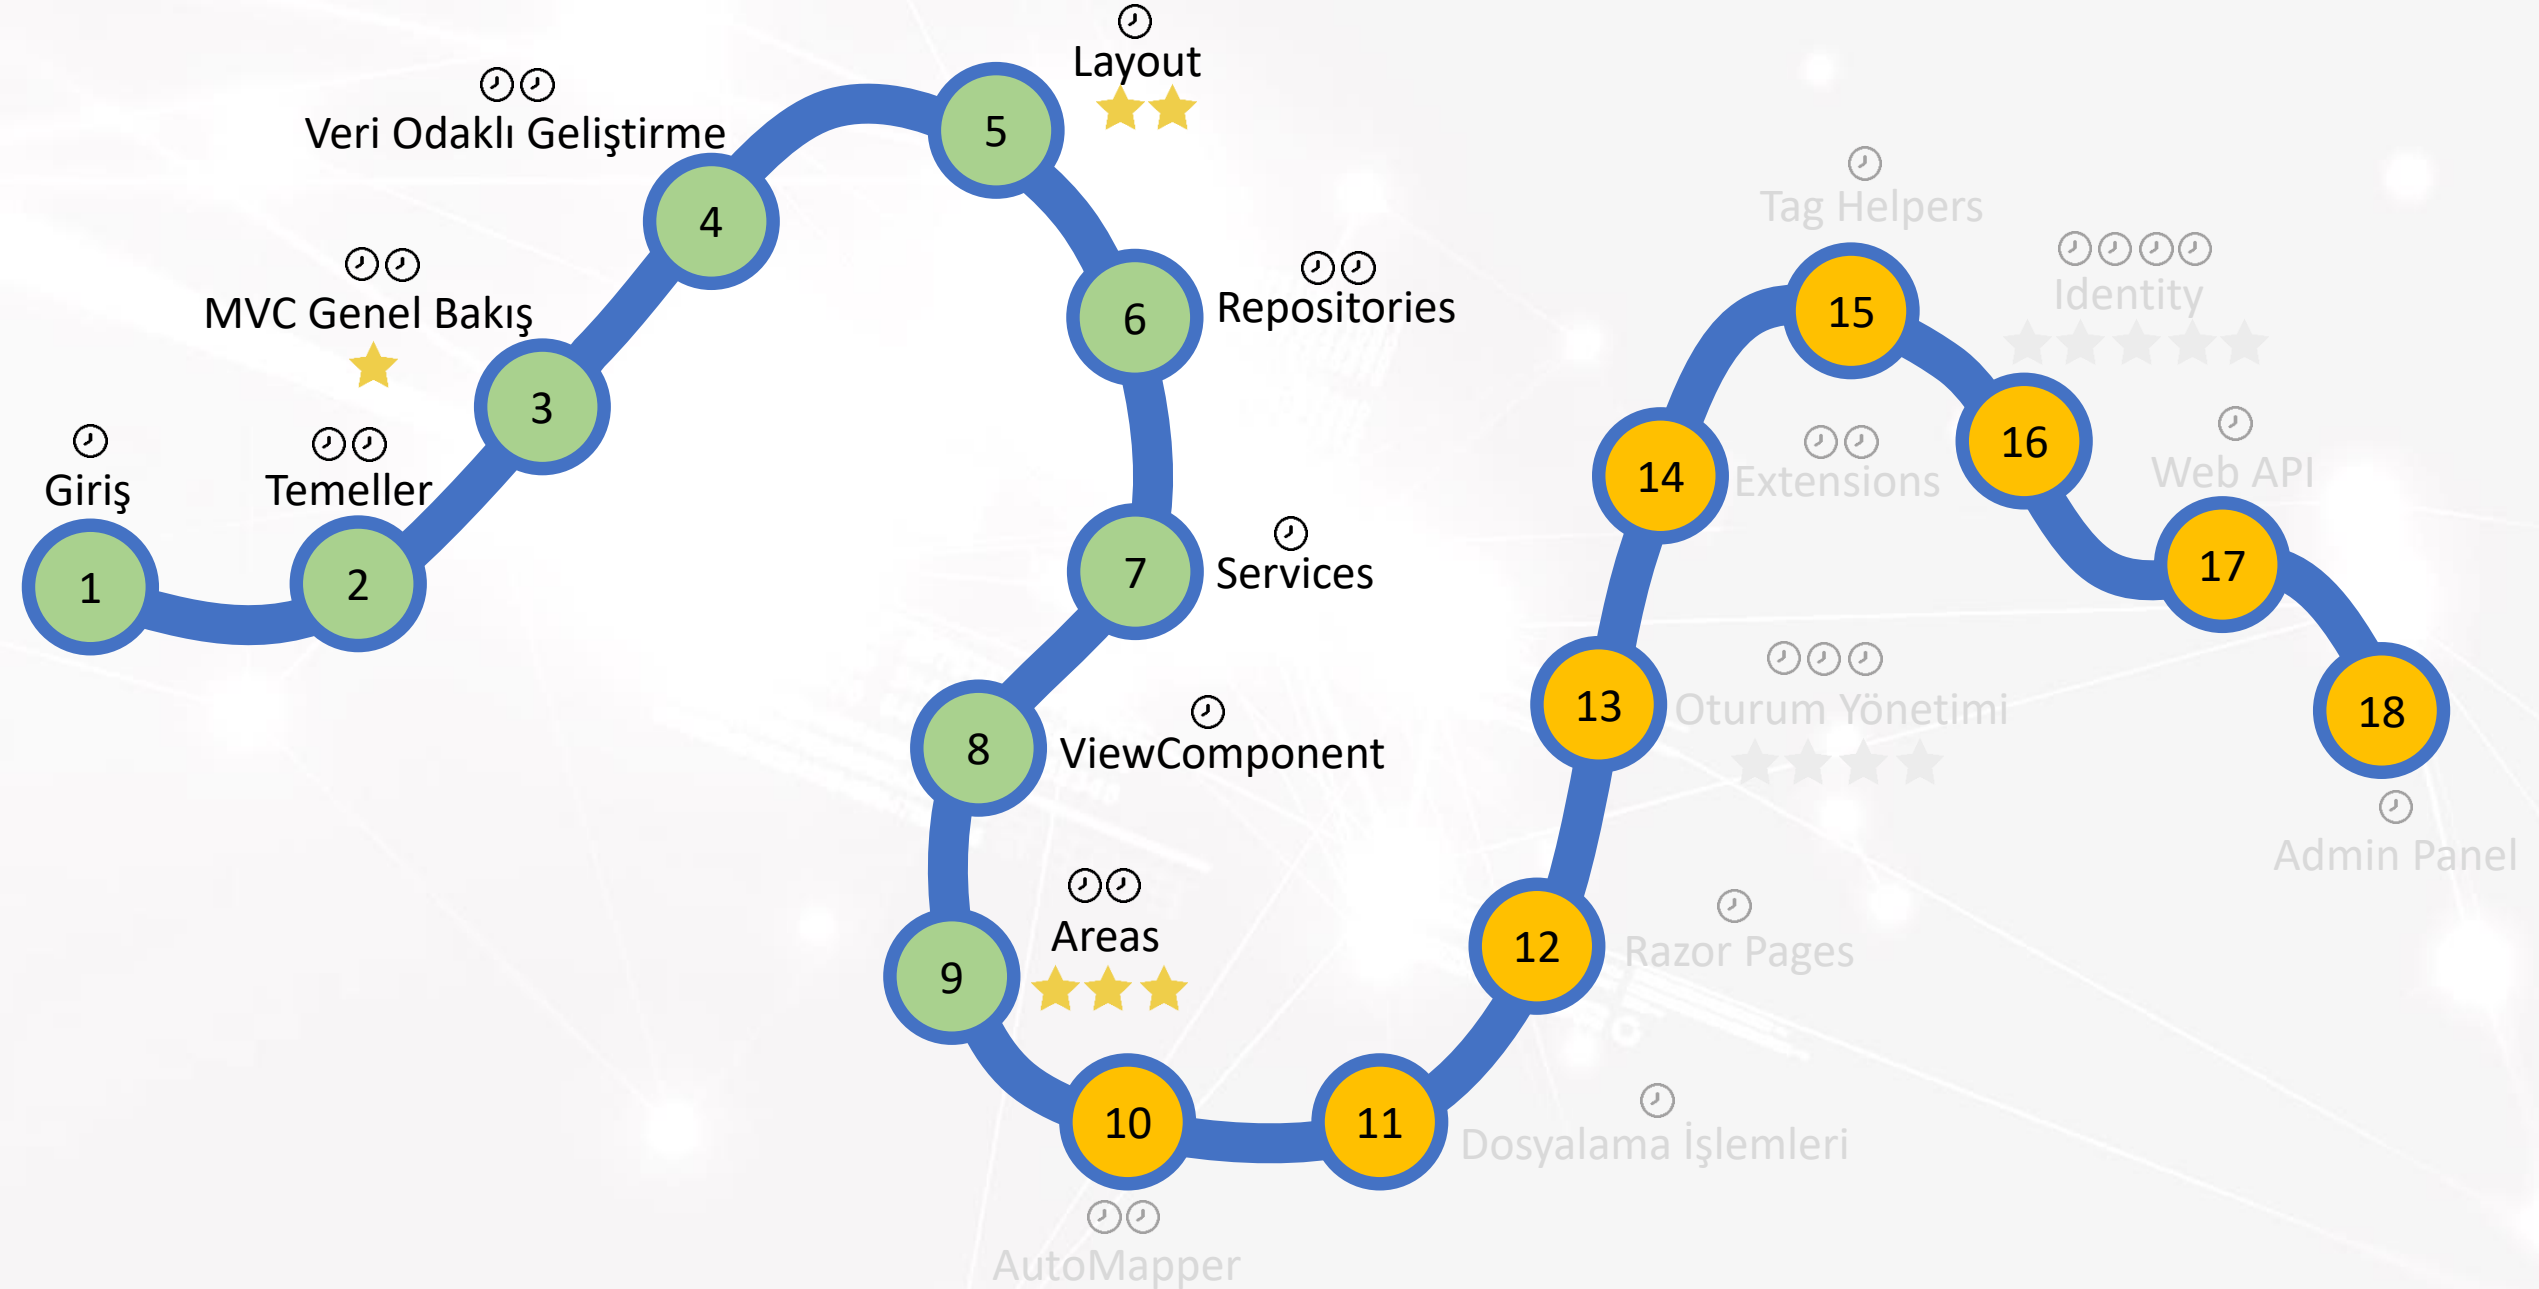 Giriş
1
Temeller
2
MVC Genel Bakış
3
Veri Odaklı Geliştirme
4
Layout
5
Repositories
6
Services
7
ViewComponent
8
Areas
9
AutoMapper
10
Dosyalama İşlemleri
11
Razor Pages
12
Oturum Yönetimi
13
Extensions
14
Tag Helpers
15
Identity
16
Web API
17
Admin Panel
18